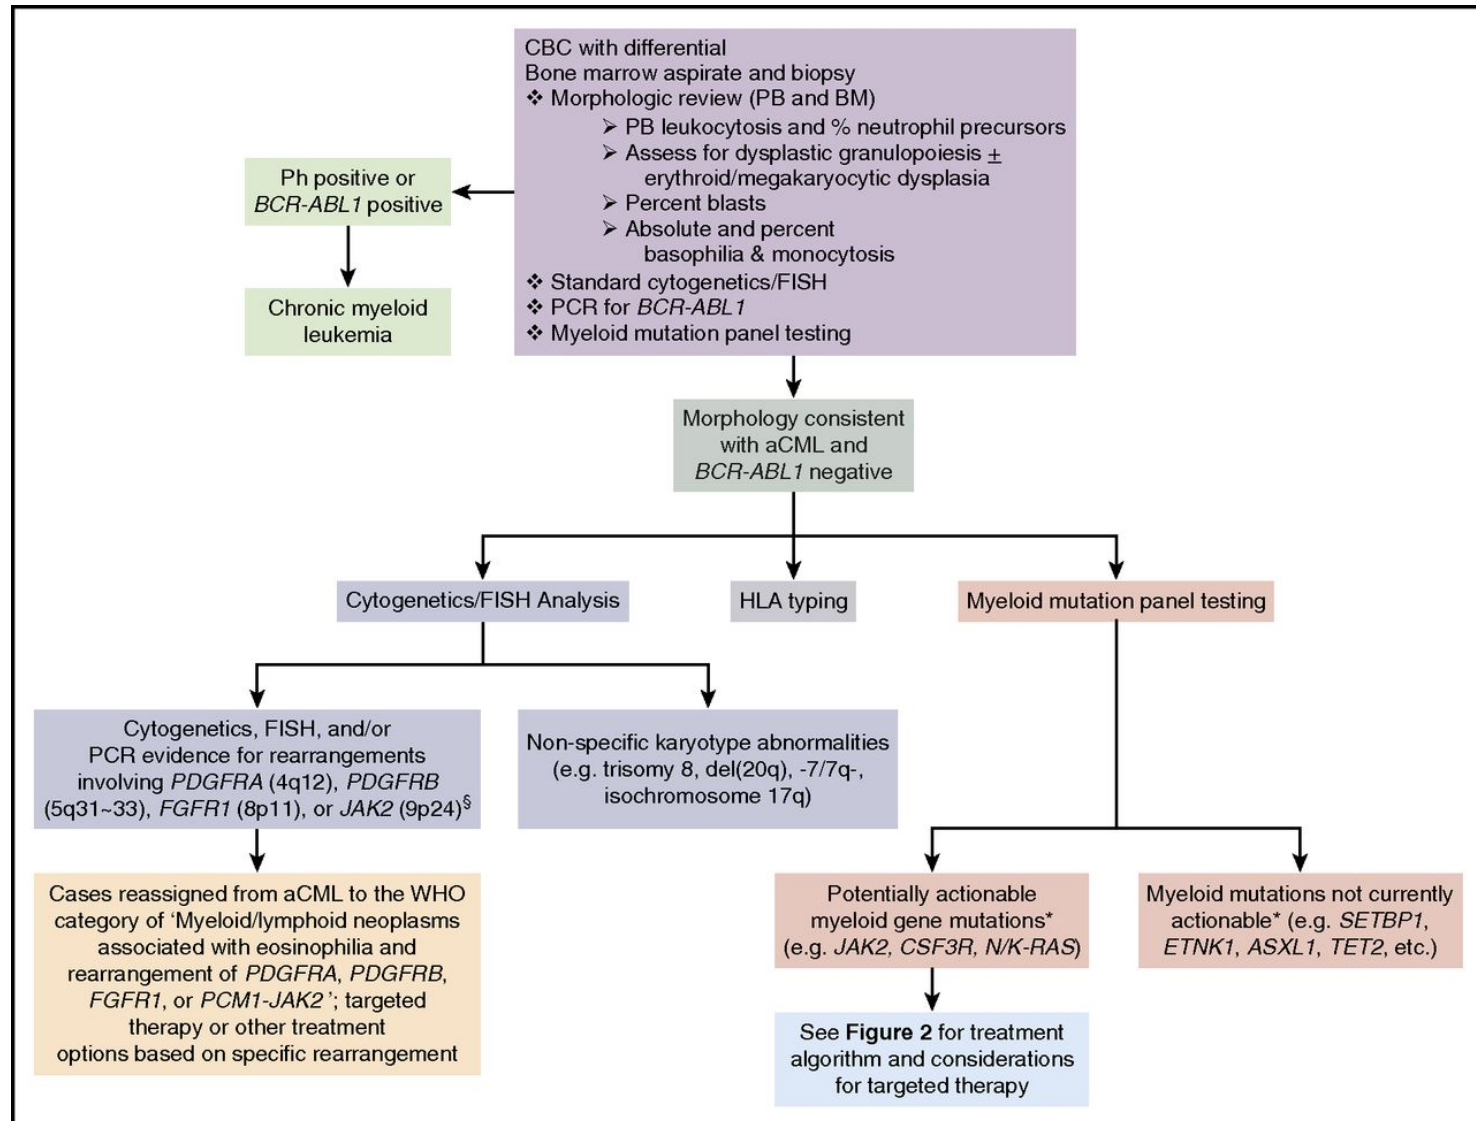 CBC with differential
Bone marrow aspirate and biopsy
❖ Morphologic review (PB and BM)
➢ PB leukocytosis and % neutrophil precursors
➢ Assess for dysplastic granulopoiesis ±
erythroid/megakaryocytic dysplasia
➢ Percent blasts
➢ Absolute and percent
basophilia & monocytosis
❖ Standard cytogenetics/FISH
❖ PCR for BCR-ABL1
❖ Myeloid mutation panel testing
Ph positive or
BCR-ABL1 positive
Chronic myeloid
leukemia
Morphology consistent
with aCML and
BCR-ABL1 negative
Cytogenetics/FISH Analysis
HLA typing
Myeloid mutation panel testing
Cytogenetics, FISH, and/or
PCR evidence for rearrangements
involving PDGFRA (4q12), PDGFRB
(5q31~33), FGFR1 (8p11), or JAK2 (9p24)§
Non-specific karyotype abnormalities
(e.g. trisomy 8, del(20q), -7/7q-,
isochromosome 17q)
Cases reassigned from aCML to the WHO
category of ‘Myeloid/lymphoid neoplasms
associated with eosinophilia and
rearrangement of PDGFRA, PDGFRB,
FGFR1, or PCM1-JAK2 ’; targeted
therapy or other treatment
options based on specific rearrangement
Potentially actionable
myeloid gene mutations*
(e.g. JAK2, CSF3R, N/K-RAS)
Myeloid mutations not currently
actionable* (e.g. SETBP1,
ETNK1, ASXL1, TET2, etc.)
See Figure 2 for treatment
algorithm and considerations
for targeted therapy